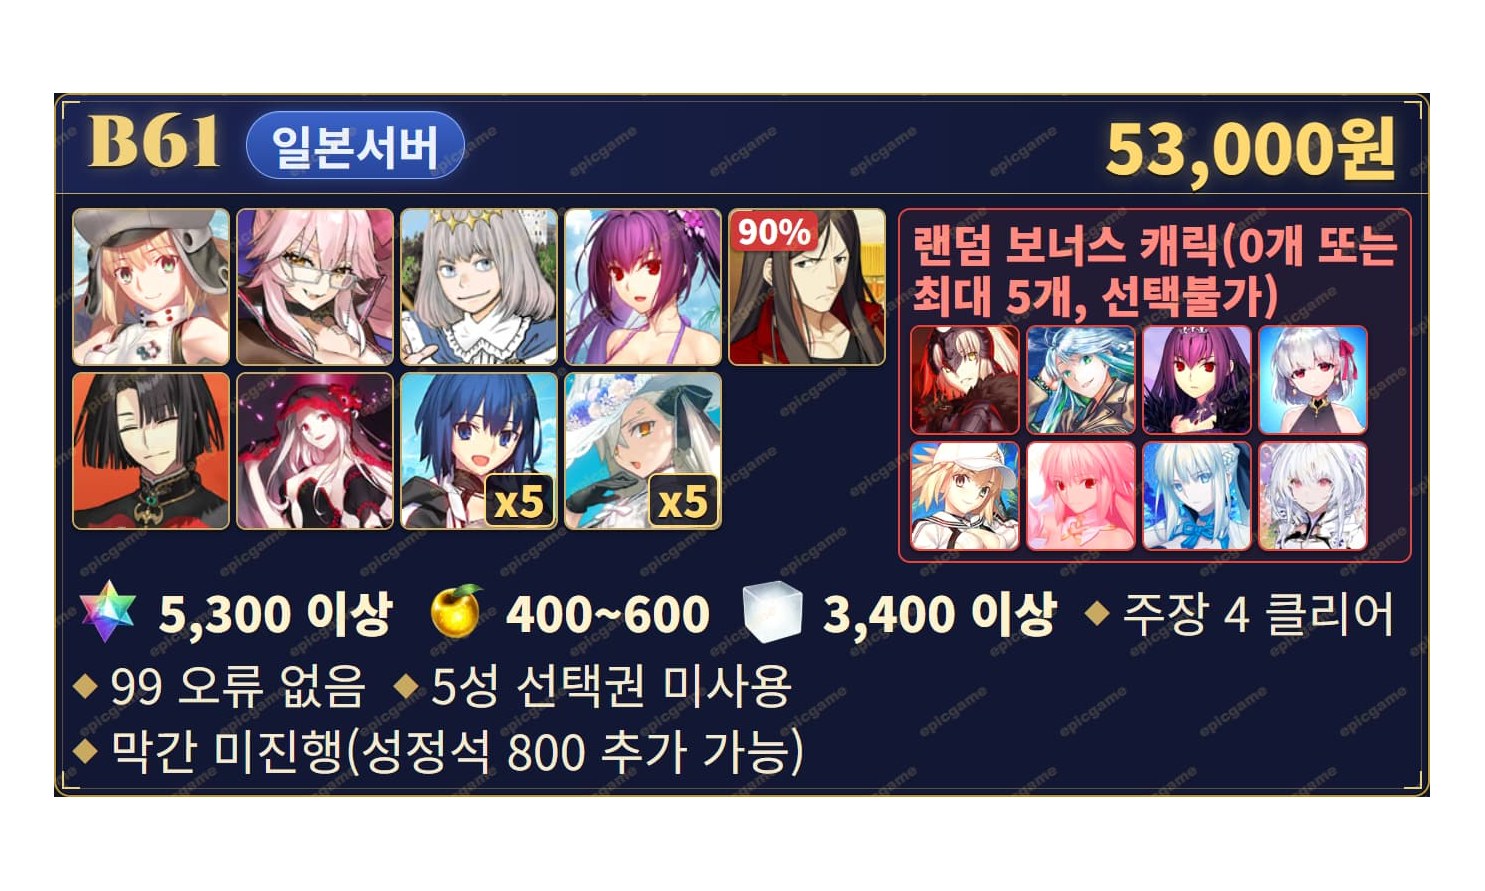 B61 일본서버 53,000원
90%
랜덤 보너스 캐릭(0개 또는
최대 5개, 선택불가)
x5 x5
5,300 이상 400~600 3,400 이상 ◆ 주장 4 클리어
◆ 99 오류 없음 ◆ 5성 선택권 미사용
◆ 막간 미진행(성정석 800 추가 가능)
epicgame